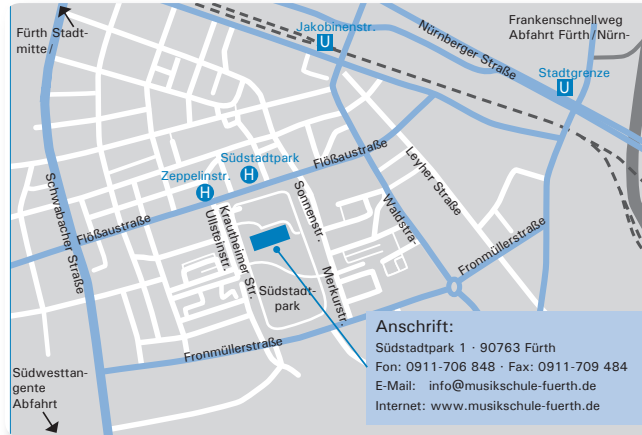 Fürth Stadt-
mitte/
Jakobinenstr.
U
Nürnberger Straße
Frankenschnellweg
Abfahrt Fürth/Nürn-
Stadtgrenze
U
Südstadtpark
H
Zeppelinstr.
H
Flößaustraße
Flößaustraße
Schwabacher Straße
Leyher Straße
Sonnenstr.
Waldstra-
Krautheimer Str.
Ullsteinstr.
Merkurstr.
Südstadt-
park
Fronmüllerstraße
Fronmüllerstraße
Südwesttan-
gente
Abfahrt
Anschrift:
Südstadtpark 1 · 90763 Fürth
Fon: 0911-706 848 · Fax: 0911-709 484
E-Mail: info@musikschule-fuerth.de
Internet: www.musikschule-fuerth.de